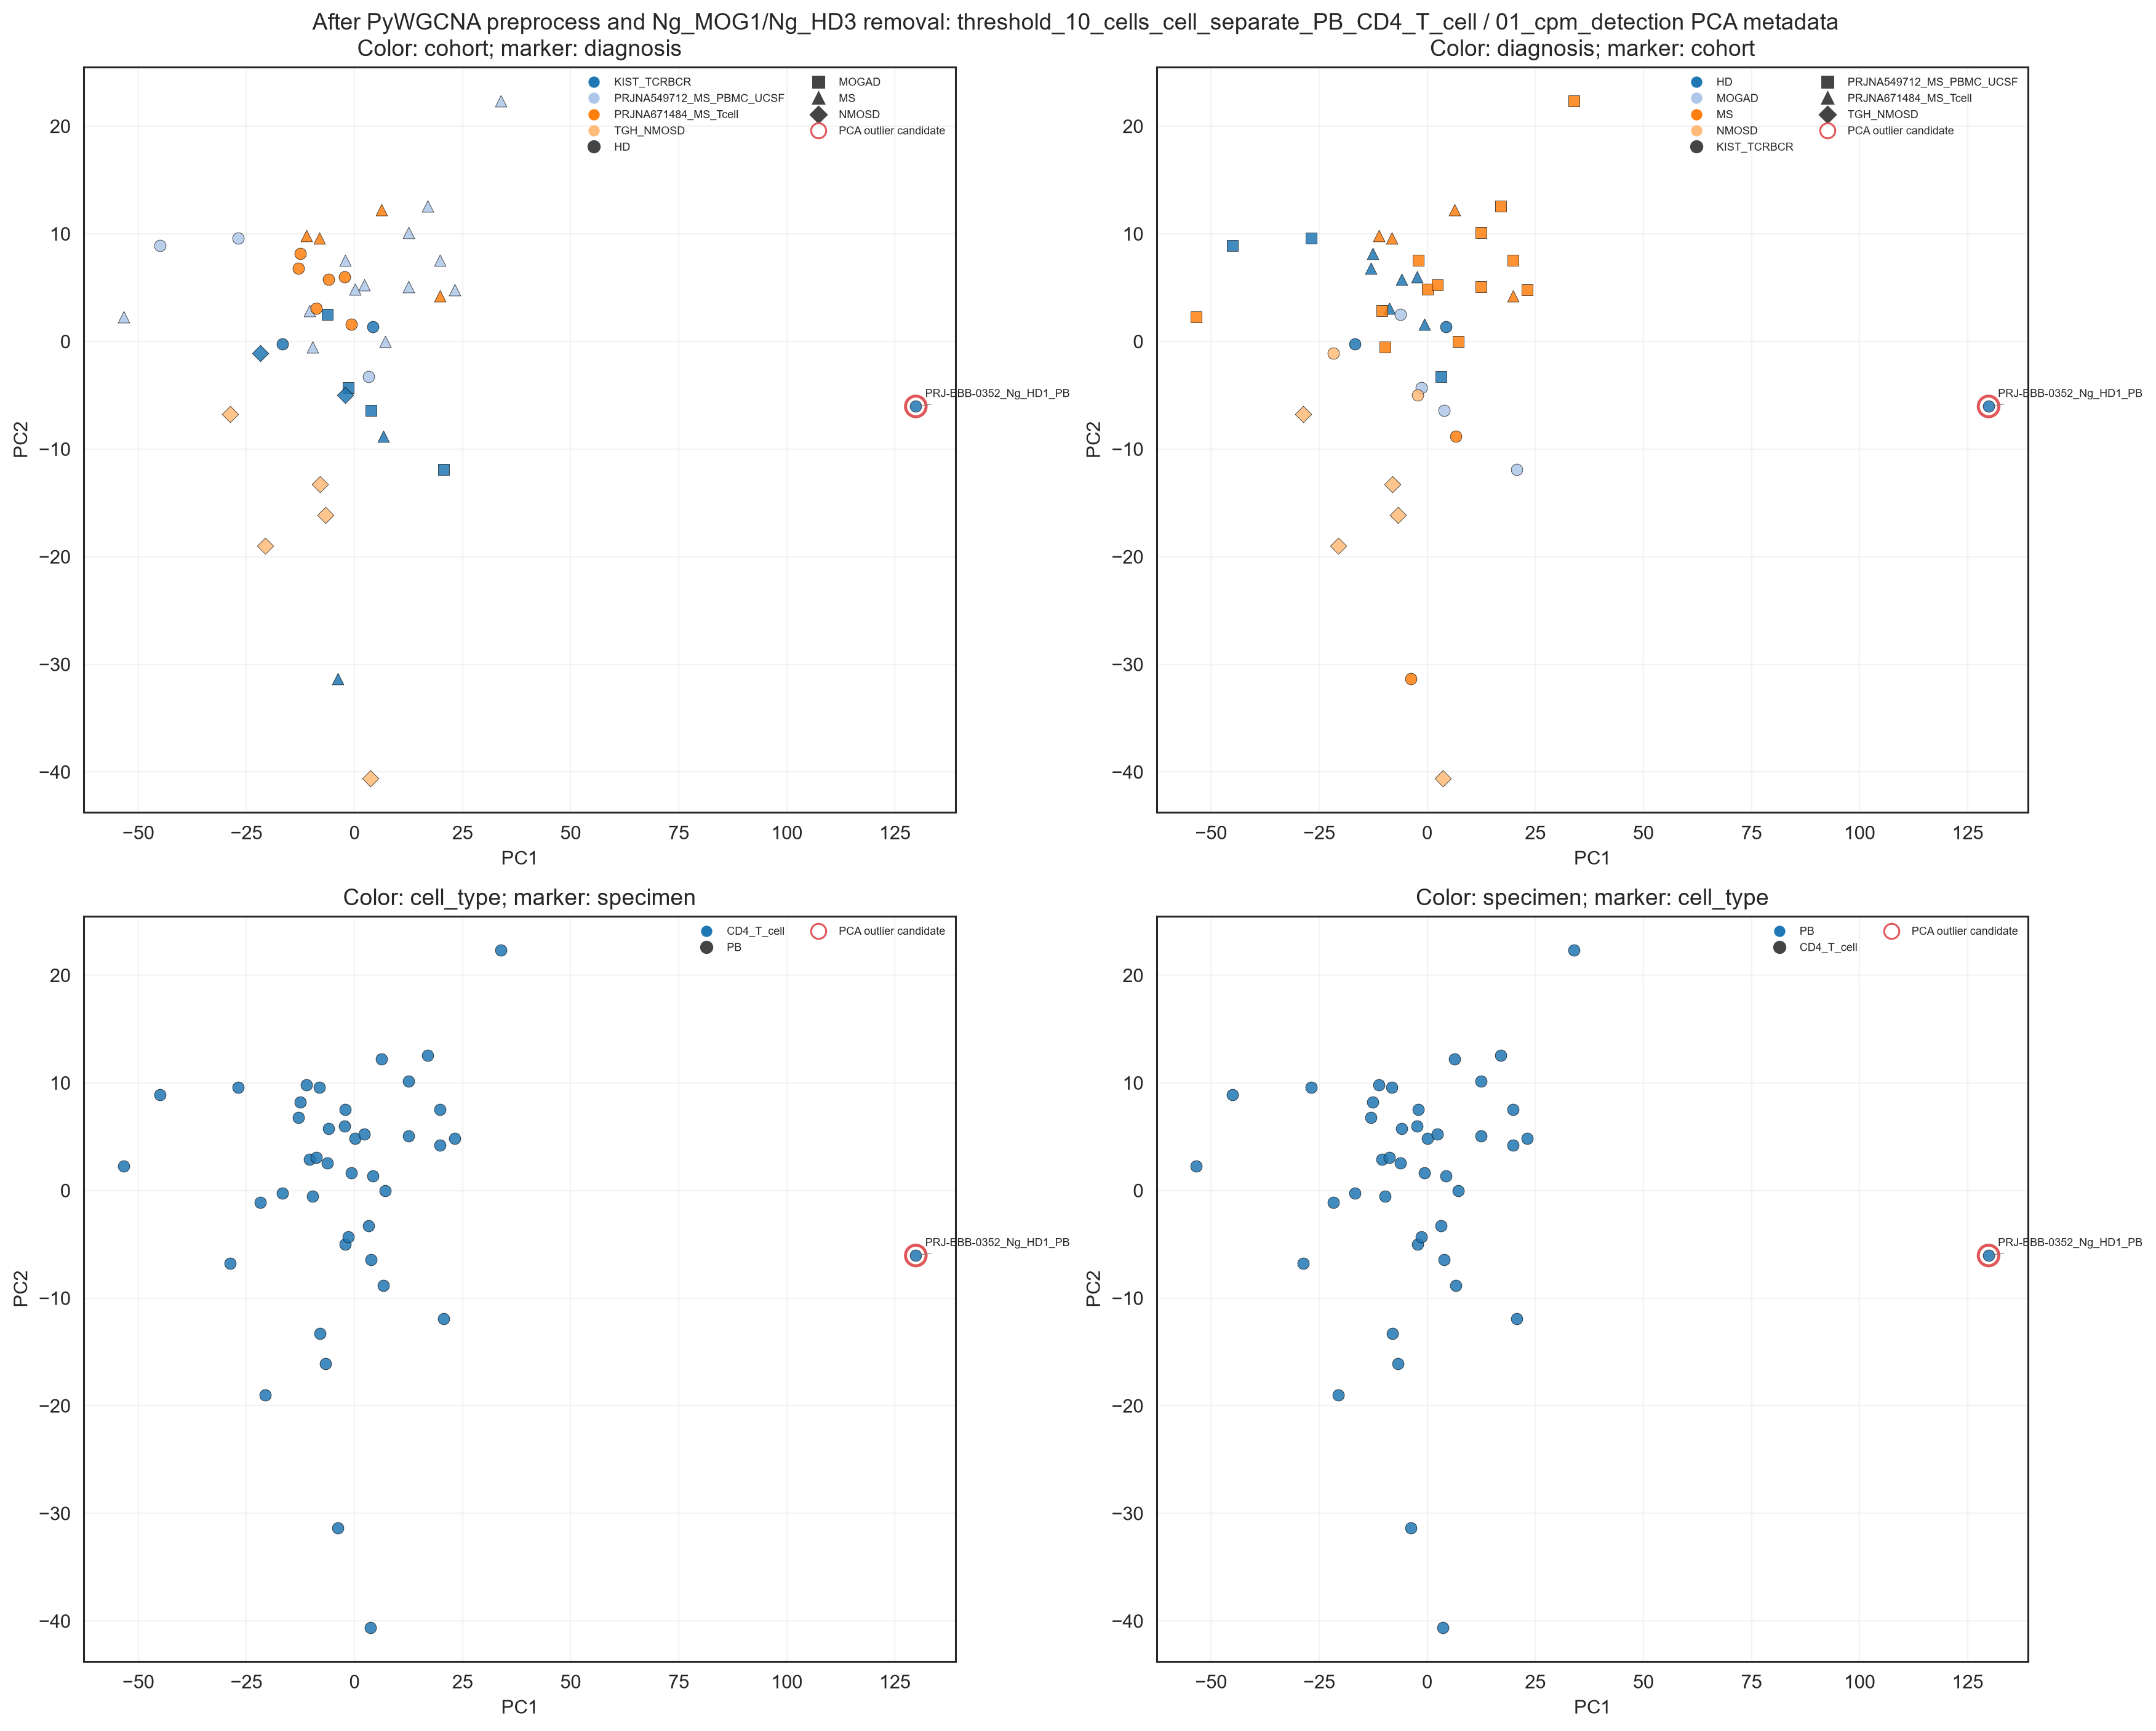 After PyWGCNA preprocess and Ng_MOG1/Ng_HD3 removal: threshold_10_cells_cell_separate_PB_CD4_T_cell / 01_cpm_detection PCA metadata
Color: cohort; marker: diagnosis
KIST_TCRBCR
PRJNA549712_MS_PBMC_UCSF
PRJNA671484_MS_Tcell
TGH_NMOSD
HD
MOGAD
MS
NMOSD
PCA outlier candidate
PRJ-EBB-0352_Ng_HD1_PB
20
10
0
−10
−20
−30
−40
PC2
−50
−25
0
25
50
75
100
125
PC1
Color: diagnosis; marker: cohort
HD
MOGAD
MS
NMOSD
KIST_TCRBCR
PRJNA549712_MS_PBMC_UCSF
PRJNA671484_MS_Tcell
TGH_NMOSD
PCA outlier candidate
PRJ-EBB-0352_Ng_HD1_PB
20
10
0
−10
−20
−30
−40
PC2
−50
−25
0
25
50
75
100
125
PC1
Color: cell_type; marker: specimen
CD4_T_cell
PB
PCA outlier candidate
PRJ-EBB-0352_Ng_HD1_PB
20
10
0
−10
−20
−30
−40
PC2
−50
−25
0
25
50
75
100
125
PC1
Color: specimen; marker: cell_type
PB
CD4_T_cell
PCA outlier candidate
PRJ-EBB-0352_Ng_HD1_PB
20
10
0
−10
−20
−30
−40
PC2
−50
−25
0
25
50
75
100
125
PC1